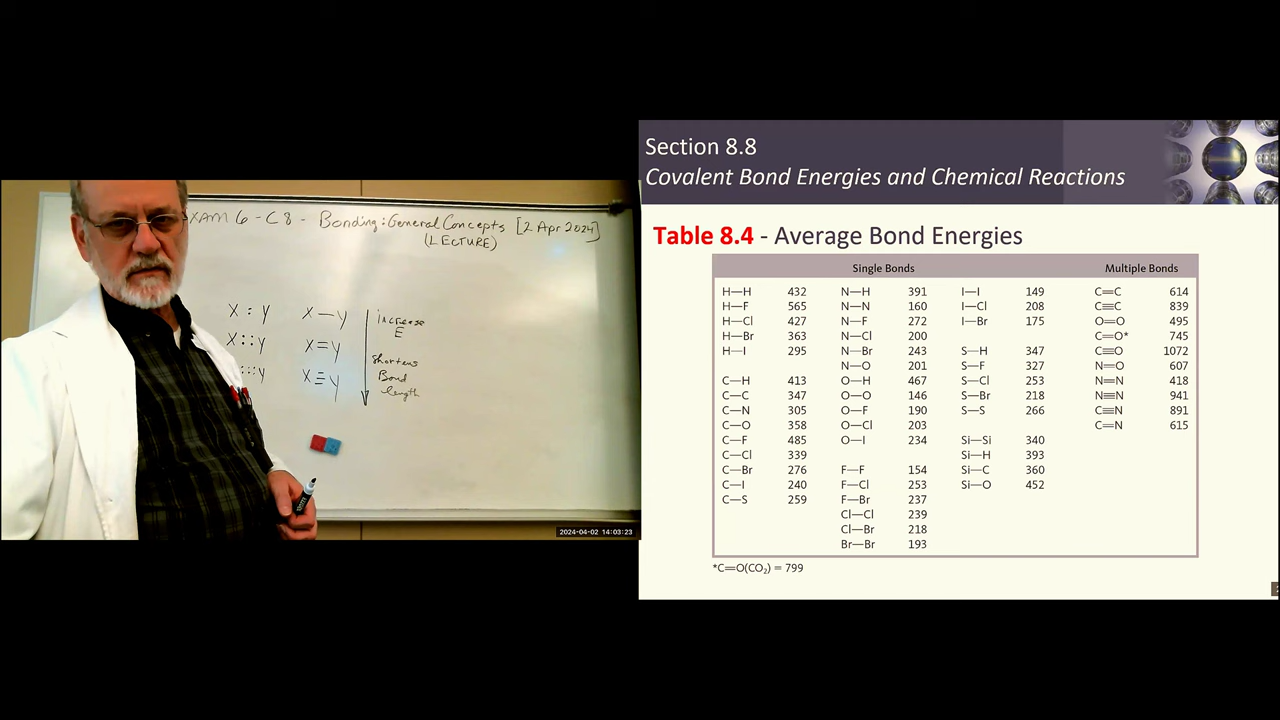 XAM 6 - C 8 - Bonding: General Concepts [2 Apr 2024]
(LECTURE)
X : Y X — Y increase
E
X :: Y X = Y
shortens
::: Y X ≡ Y Bond
length
2024-04-02 14:03:23
Section 8.8
Covalent Bond Energies and Chemical Reactions
Table 8.4 - Average Bond Energies
Single Bonds Multiple Bonds
H—H 432 N—H 391 I—I 149 C=C 614
H—F 565 N—N 160 I—Cl 208 C≡C 839
H—Cl 427 N—F 272 I—Br 175 O=O 495
H—Br 363 N—Cl 200 C=O* 745
H—I 295 N—Br 243 S—H 347 C≡O 1072
N—O 201 S—F 327 N=O 607
C—H 413 O—H 467 S—Cl 253 N=N 418
C—C 347 O—O 146 S—Br 218 N≡N 941
C—N 305 O—F 190 S—S 266 C≡N 891
C—O 358 O—Cl 203 C=N 615
C—F 485 O—I 234 Si—Si 340
C—Cl 339 Si—H 393
C—Br 276 F—F 154 Si—C 360
C—I 240 F—Cl 253 Si—O 452
C—S 259 F—Br 237
Cl—Cl 239
Cl—Br 218
Br—Br 193
*C=O(CO₂) = 799